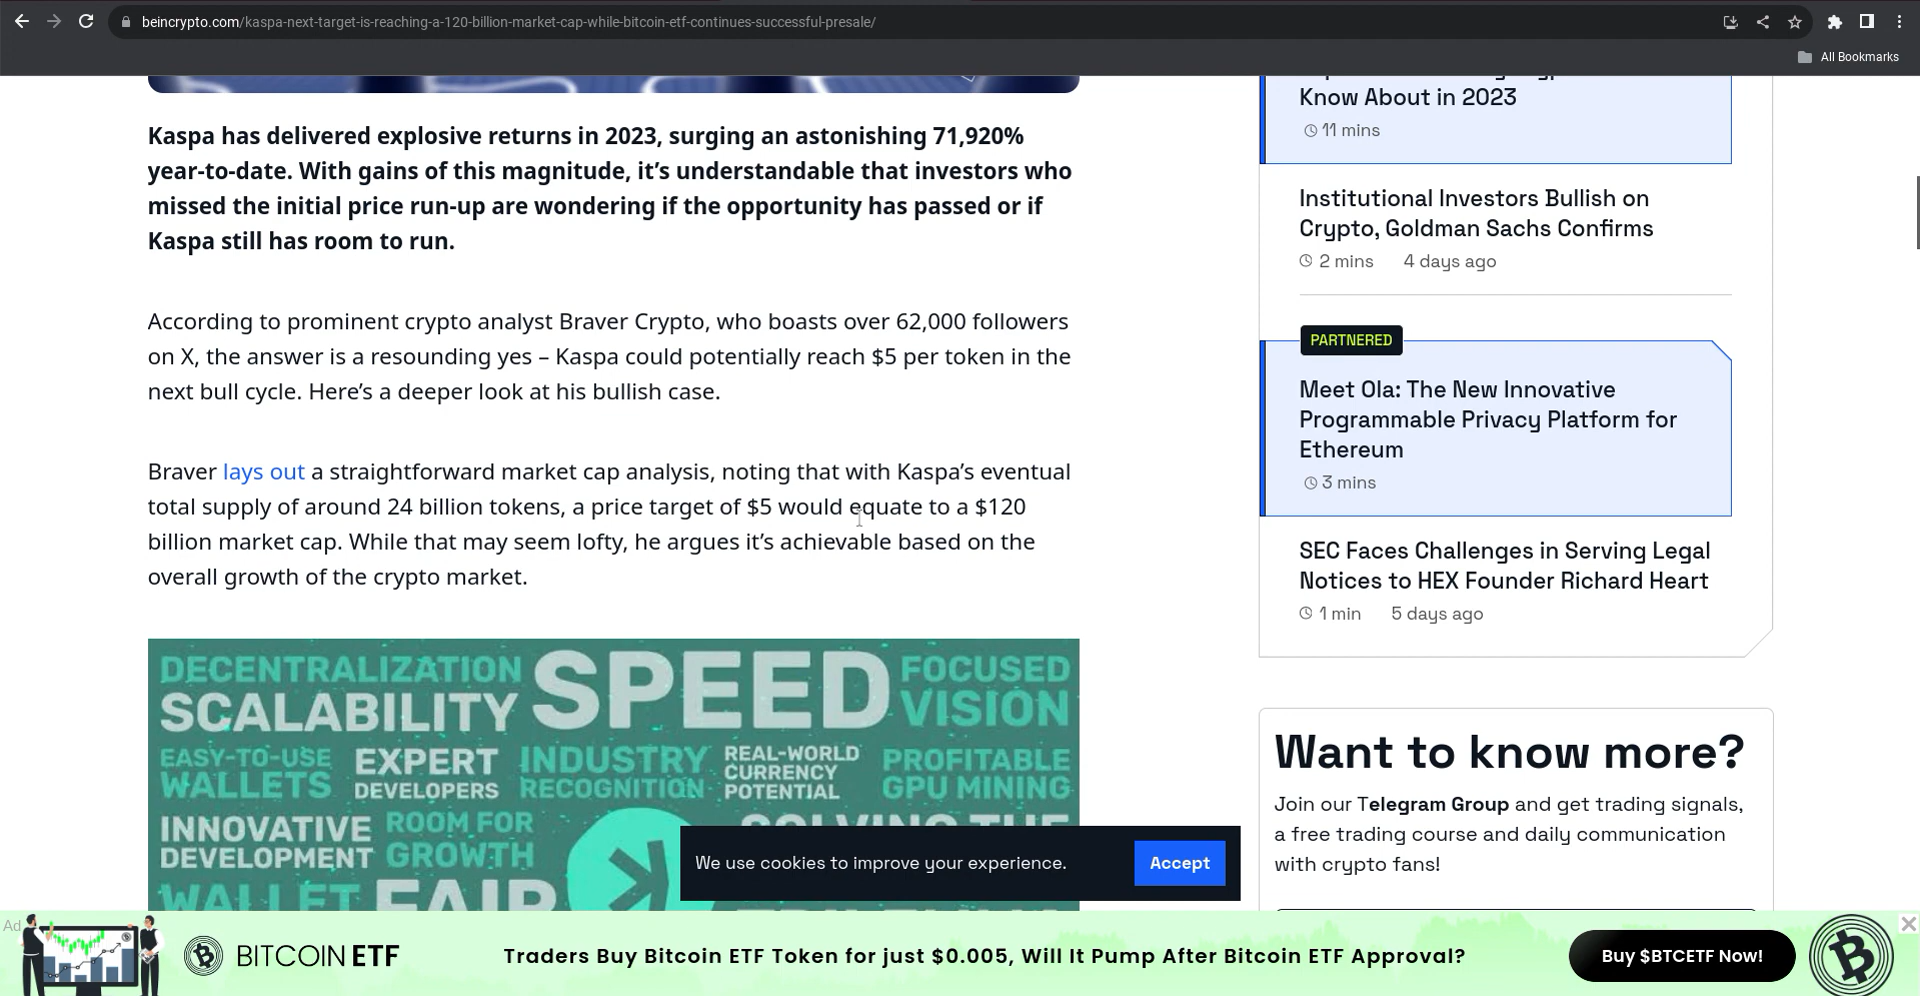 beincrypto.com/kaspa-next-target-is-reaching-a-120-billion-market-cap-while-bitcoin-etf-continues-successful-presale/
All Bookmarks
Kaspa has delivered explosive returns in 2023, surging an astonishing 71,920%
year-to-date. With gains of this magnitude, it's understandable that investors who
missed the initial price run-up are wondering if the opportunity has passed or if
Kaspa still has room to run.
According to prominent crypto analyst Braver Crypto, who boasts over 62,000 followers
on X, the answer is a resounding yes – Kaspa could potentially reach $5 per token in the
next bull cycle. Here's a deeper look at his bullish case.
Braver lays out a straightforward market cap analysis, noting that with Kaspa's eventual
total supply of around 24 billion tokens, a price target of $5 would equate to a $120
billion market cap. While that may seem lofty, he argues it's achievable based on the
overall growth of the crypto market.
DECENTRALIZATION SPEED FOCUSED
SCALABILITY VISION
EASY-TO-USE EXPERT INDUSTRY REAL-WORLD PROFITABLE
WALLETS DEVELOPERS RECOGNITION CURRENCY GPU MINING
POTENTIAL
INNOVATIVE ROOM FOR SOLVING THE
DEVELOPMENT GROWTH
WALLET FAIR
Know About in 2023
11 mins
Institutional Investors Bullish on
Crypto, Goldman Sachs Confirms
2 mins 4 days ago
PARTNERED
Meet Ola: The New Innovative
Programmable Privacy Platform for
Ethereum
3 mins
SEC Faces Challenges in Serving Legal
Notices to HEX Founder Richard Heart
1 min 5 days ago
Want to know more?
Join our Telegram Group and get trading signals,
a free trading course and daily communication
with crypto fans!
We use cookies to improve your experience. Accept
Ad
BITCOIN ETF Traders Buy Bitcoin ETF Token for just $0.005, Will It Pump After Bitcoin ETF Approval? Buy $BTCETF Now!